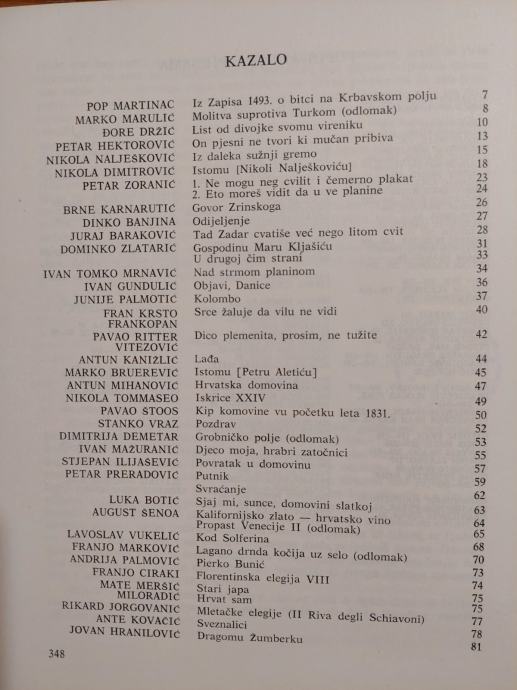 KAZALO
POP MARTINAC Iz Zapisa 1493. o bitci na Krbavskom polju 7
MARKO MARULIĆ Molitva suprotiva Turkom (odlomak) 8
ĐORE DRŽIĆ List od divojke svomu vireniku 10
PETAR HEKTOROVIĆ On pjesni ne tvori ki mučan pribiva 13
NIKOLA NALJEŠKOVIĆ Iz daleka sužnji gremo 15
NIKOLA DIMITROVIĆ Istomu [Nikoli Nalješkoviću] 18
PETAR ZORANIĆ 1. Ne mogu neg cvilit i čemerno plakat 23
2. Eto moreš vidit da u ve planine 24
BRNE KARNARUTIĆ Govor Zrinskoga 26
DINKO BANJINA Odijeljenje 27
JURAJ BARAKOVIĆ Tad Zadar cvatiše već nego litom cvit 28
DOMINKO ZLATARIĆ Gospodinu Maru Kljašiću 31
U drugoj čim strani 33
IVAN TOMKO MRNAVIĆ Nad strmom planinom 34
IVAN GUNDULIĆ Objavi, Danice 36
JUNIJE PALMOTIĆ Kolombo 37
FRAN KRSTO Srce žaluje da vilu ne vidi 40
FRANKOPAN
PAVAO RITTER Dico plemenita, prosim, ne tužite 42
VITEZOVIĆ
ANTUN KANIŽLIĆ Lađa 44
MARKO BRUEREVIĆ Istomu [Petru Aletiću] 45
ANTUN MIHANOVIĆ Hrvatska domovina 47
NIKOLA TOMMASEO Iskrice XXIV 49
PAVAO ŠTOOS Kip komovine vu početku leta 1831. 50
STANKO VRAZ Pozdrav 52
DIMITRIJA DEMETAR Grobničko polje (odlomak) 53
IVAN MAŽURANIĆ Djeco moja, hrabri zatočnici 55
STJEPAN ILIJAŠEVIĆ Povratak u domovinu 57
PETAR PRERADOVIĆ Putnik 59
Svraćanje 62
LUKA BOTIĆ Sjaj mi, sunce, domovini slatkoj 63
AUGUST ŠENOA Kalifornijsko zlato — hrvatsko vino 64
Propast Venecije II (odlomak) 65
LAVOSLAV VUKELIĆ Kod Solferina 68
FRANJO MARKOVIĆ Lagano drnda kočija uz selo (odlomak) 70
ANDRIJA PALMOVIĆ Pierko Bunić 73
FRANJO CIRAKI Florentinska elegija VIII 74
MATE MERŠIĆ Stari japa 75
MILORADIĆ Hrvat sam 75
RIKARD JORGOVANIĆ Mletačke elegije (II Riva degli Schiavoni) 77
ANTE KOVAČIĆ Sveznalici 78
JOVAN HRANILOVIĆ Dragomu Žumberku 81
348